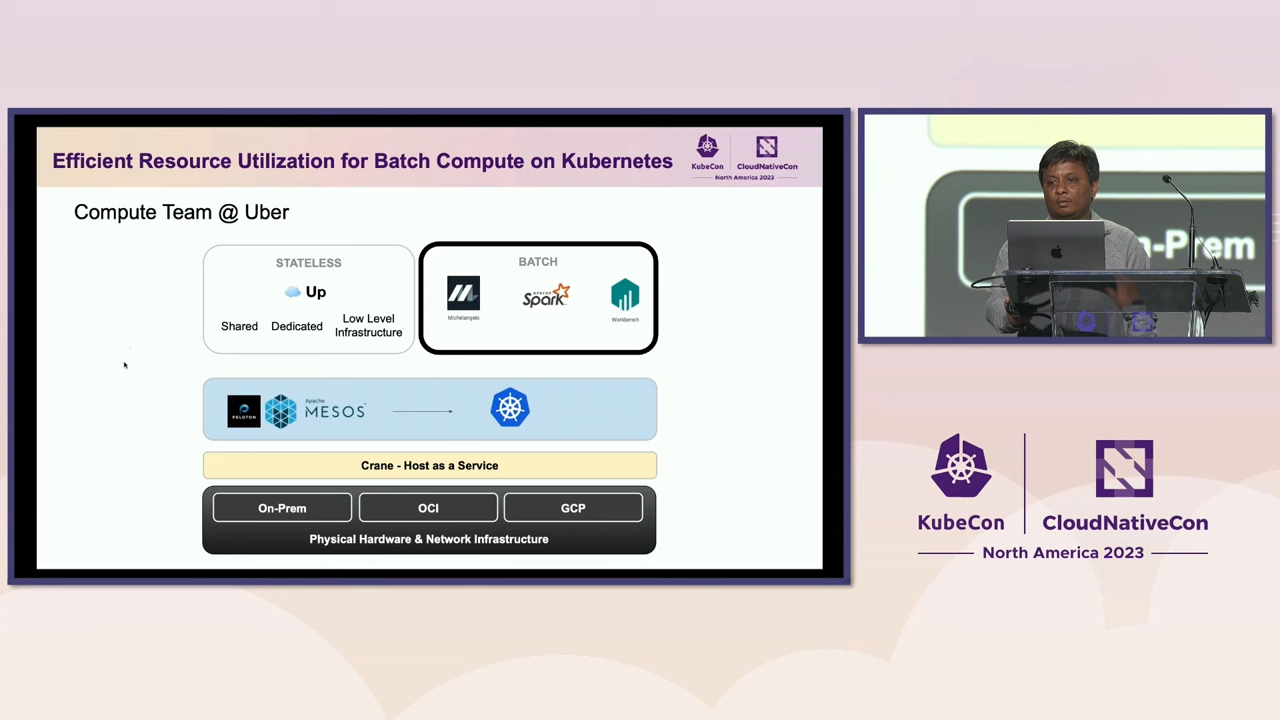 Efficient Resource Utilization for Batch Compute on Kubernetes
KubeCon
CloudNativeCon
North America 2023
Compute Team @ Uber
STATELESS
Up
Shared
Dedicated
Low Level
Infrastructure
BATCH
Michelangelo
APACHE
Spark
Workbench
PELOTON
Apache
MESOS
Crane - Host as a Service
On-Prem
OCI
GCP
Physical Hardware & Network Infrastructure
n-Prem
KubeCon
CloudNativeCon
North America 2023